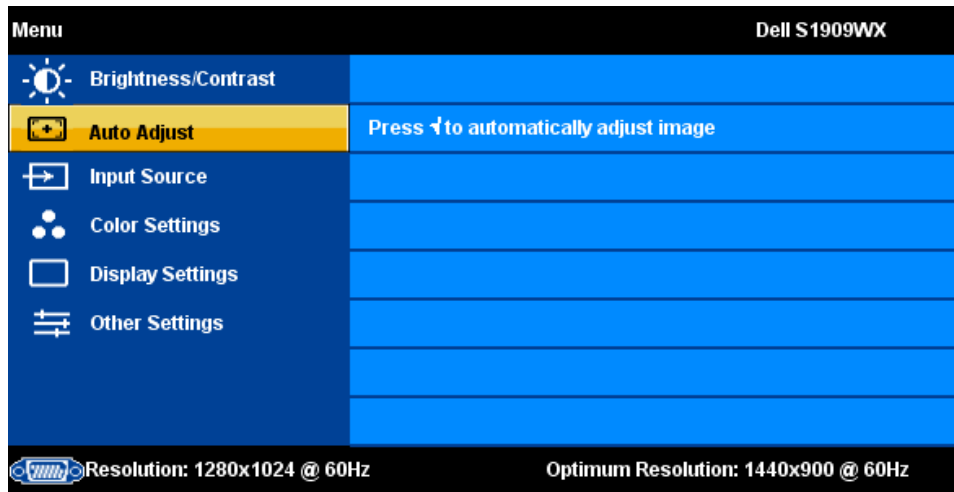 Menu Dell S1909WX
Brightness/Contrast
Auto Adjust Press √ to automatically adjust image
Input Source
Color Settings
Display Settings
Other Settings
Resolution: 1280x1024 @ 60Hz Optimum Resolution: 1440x900 @ 60Hz